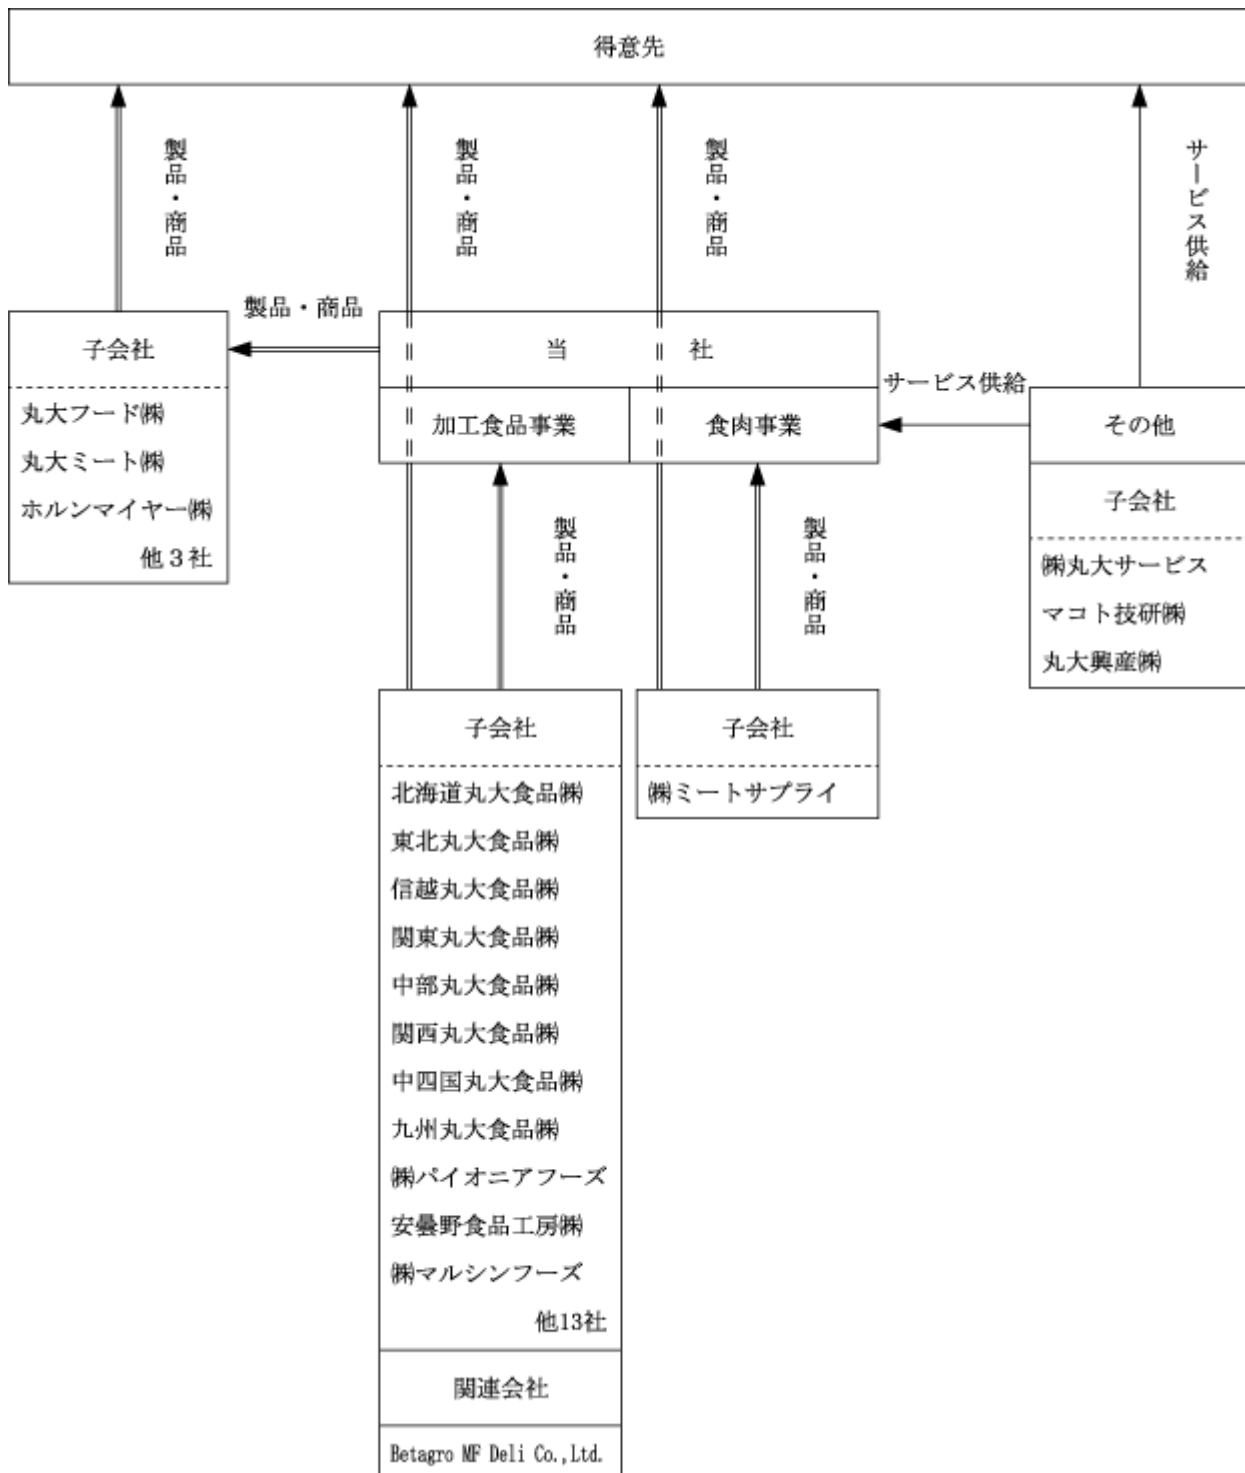 得意先
製品・商品
製品・商品
製品・商品
サービス供給
製品・商品
子会社
丸大フード㈱
丸大ミート㈱
ホルンマイヤー㈱
他３社
当　　社
加工食品事業
食肉事業
サービス供給
その他
子会社
㈱丸大サービス
マコト技研㈱
丸大興産㈱
製品・商品
製品・商品
子会社
北海道丸大食品㈱
東北丸大食品㈱
信越丸大食品㈱
関東丸大食品㈱
中部丸大食品㈱
関西丸大食品㈱
中四国丸大食品㈱
九州丸大食品㈱
㈱パイオニアフーズ
安曇野食品工房㈱
㈱マルシンフーズ
他13社
関連会社
Betagro MF Deli Co.,Ltd.
子会社
㈱ミートサプライ